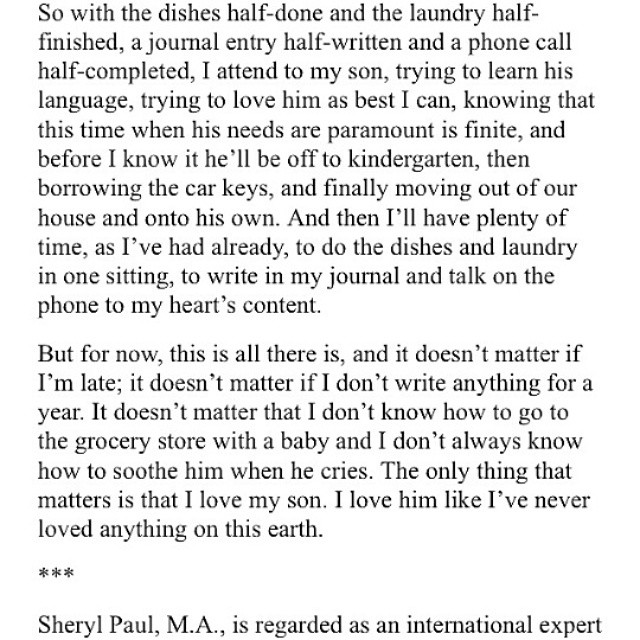 So with the dishes half-done and the laundry half-
finished, a journal entry half-written and a phone call
half-completed, I attend to my son, trying to learn his
language, trying to love him as best I can, knowing that
this time when his needs are paramount is finite, and
before I know it he’ll be off to kindergarten, then
borrowing the car keys, and finally moving out of our
house and onto his own. And then I’ll have plenty of
time, as I’ve had already, to do the dishes and laundry
in one sitting, to write in my journal and talk on the
phone to my heart’s content.
But for now, this is all there is, and it doesn’t matter if
I’m late; it doesn’t matter if I don’t write anything for a
year. It doesn’t matter that I don’t know how to go to
the grocery store with a baby and I don’t always know
how to soothe him when he cries. The only thing that
matters is that I love my son. I love him like I’ve never
loved anything on this earth.
***
Sheryl Paul, M.A., is regarded as an international expert